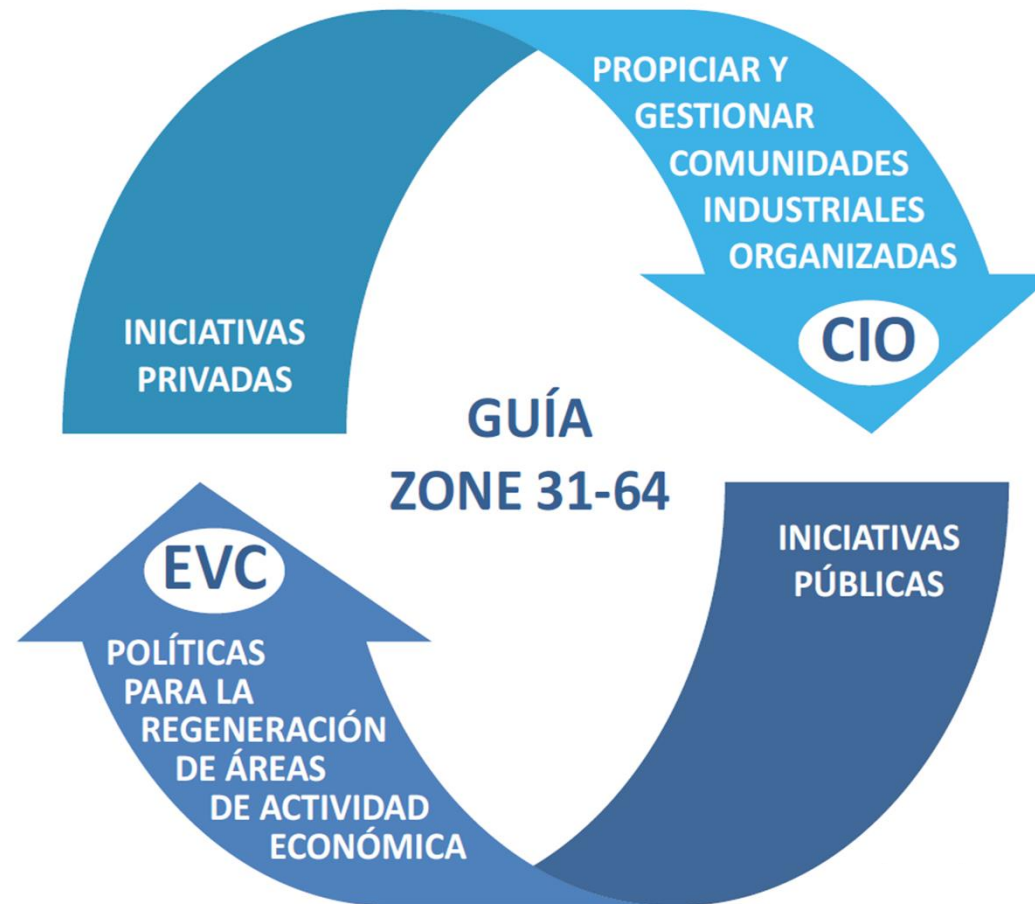 PROPICIAR Y
GESTIONAR
COMUNIDADES
INDUSTRIALES
ORGANIZADAS
CIO
INICIATIVAS
PRIVADAS
GUÍA
ZONE 31-64
INICIATIVAS
PÚBLICAS
EVC
POLÍTICAS
PARA LA
REGENERACIÓN
DE ÁREAS
DE ACTIVIDAD
ECONÓMICA